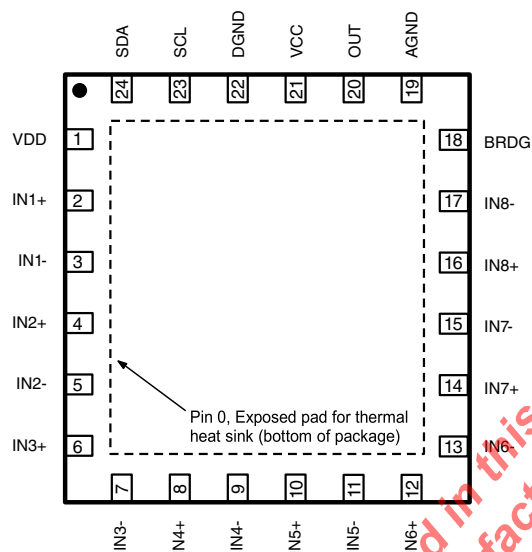 SDA
SCL
DGND
VCC
OUT
AGND
24
23
22
21
20
19
VDD
1
18
BRDG
IN1+
2
17
IN8-
IN1-
3
16
IN8+
IN2+
4
15
IN7-
IN2-
5
14
IN7+
Pin 0, Exposed pad for thermal
heat sink (bottom of package)
IN3+
6
13
IN6-
7
8
9
10
11
12
IN3-
N4+
IN4-
N5+
IN5-
N6+
d in this
fact